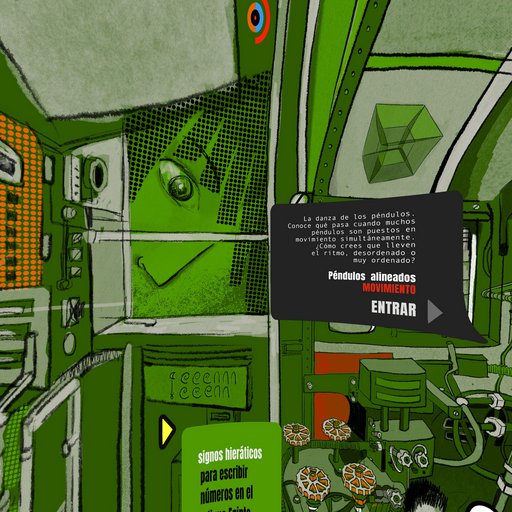 La danza de los péndulos.
Conoce qué pasa cuando muchos
péndulos son puestos en
movimiento simultáneamente.
¿Cómo crees que lleven
el ritmo, desordenado o
muy ordenado?
Péndulos alineados
MOVIMIENTO
ENTRAR
signos hieráticos
para escribir
números en el